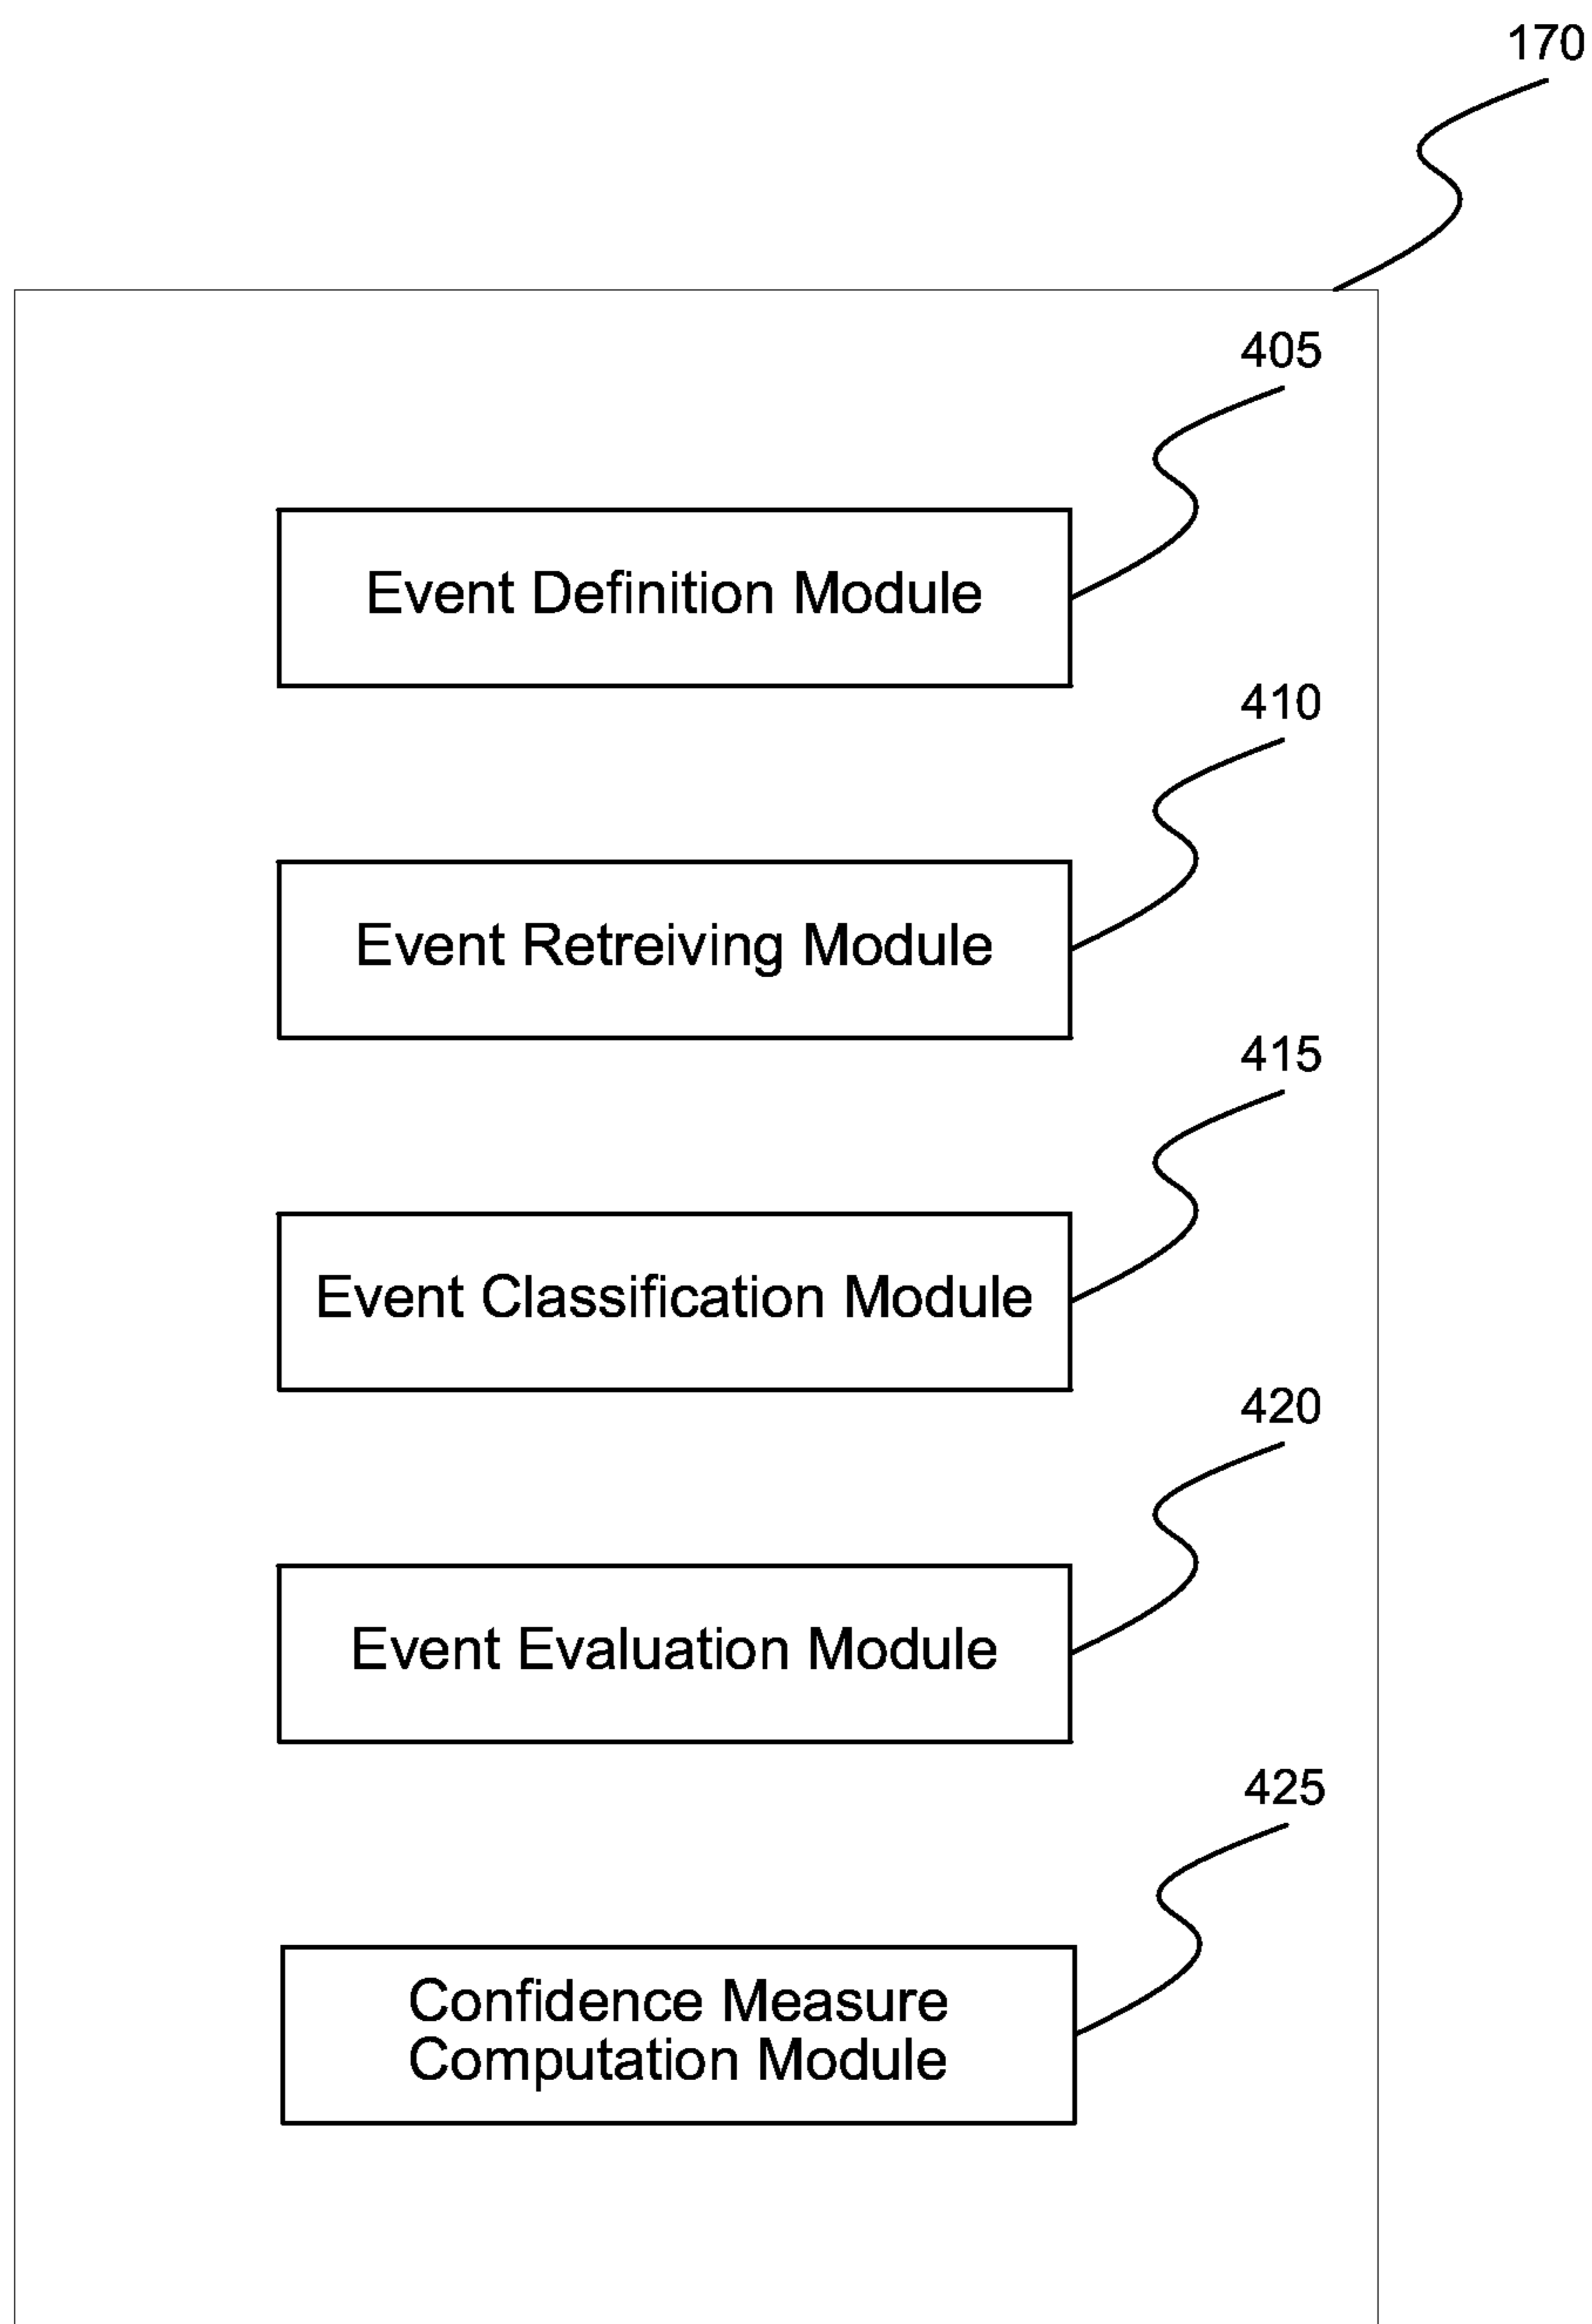 170
405
Event Definition Module
410
Event Retreiving Module
415
Event Classification Module
420
Event Evaluation Module
425
Confidence Measure
Computation Module